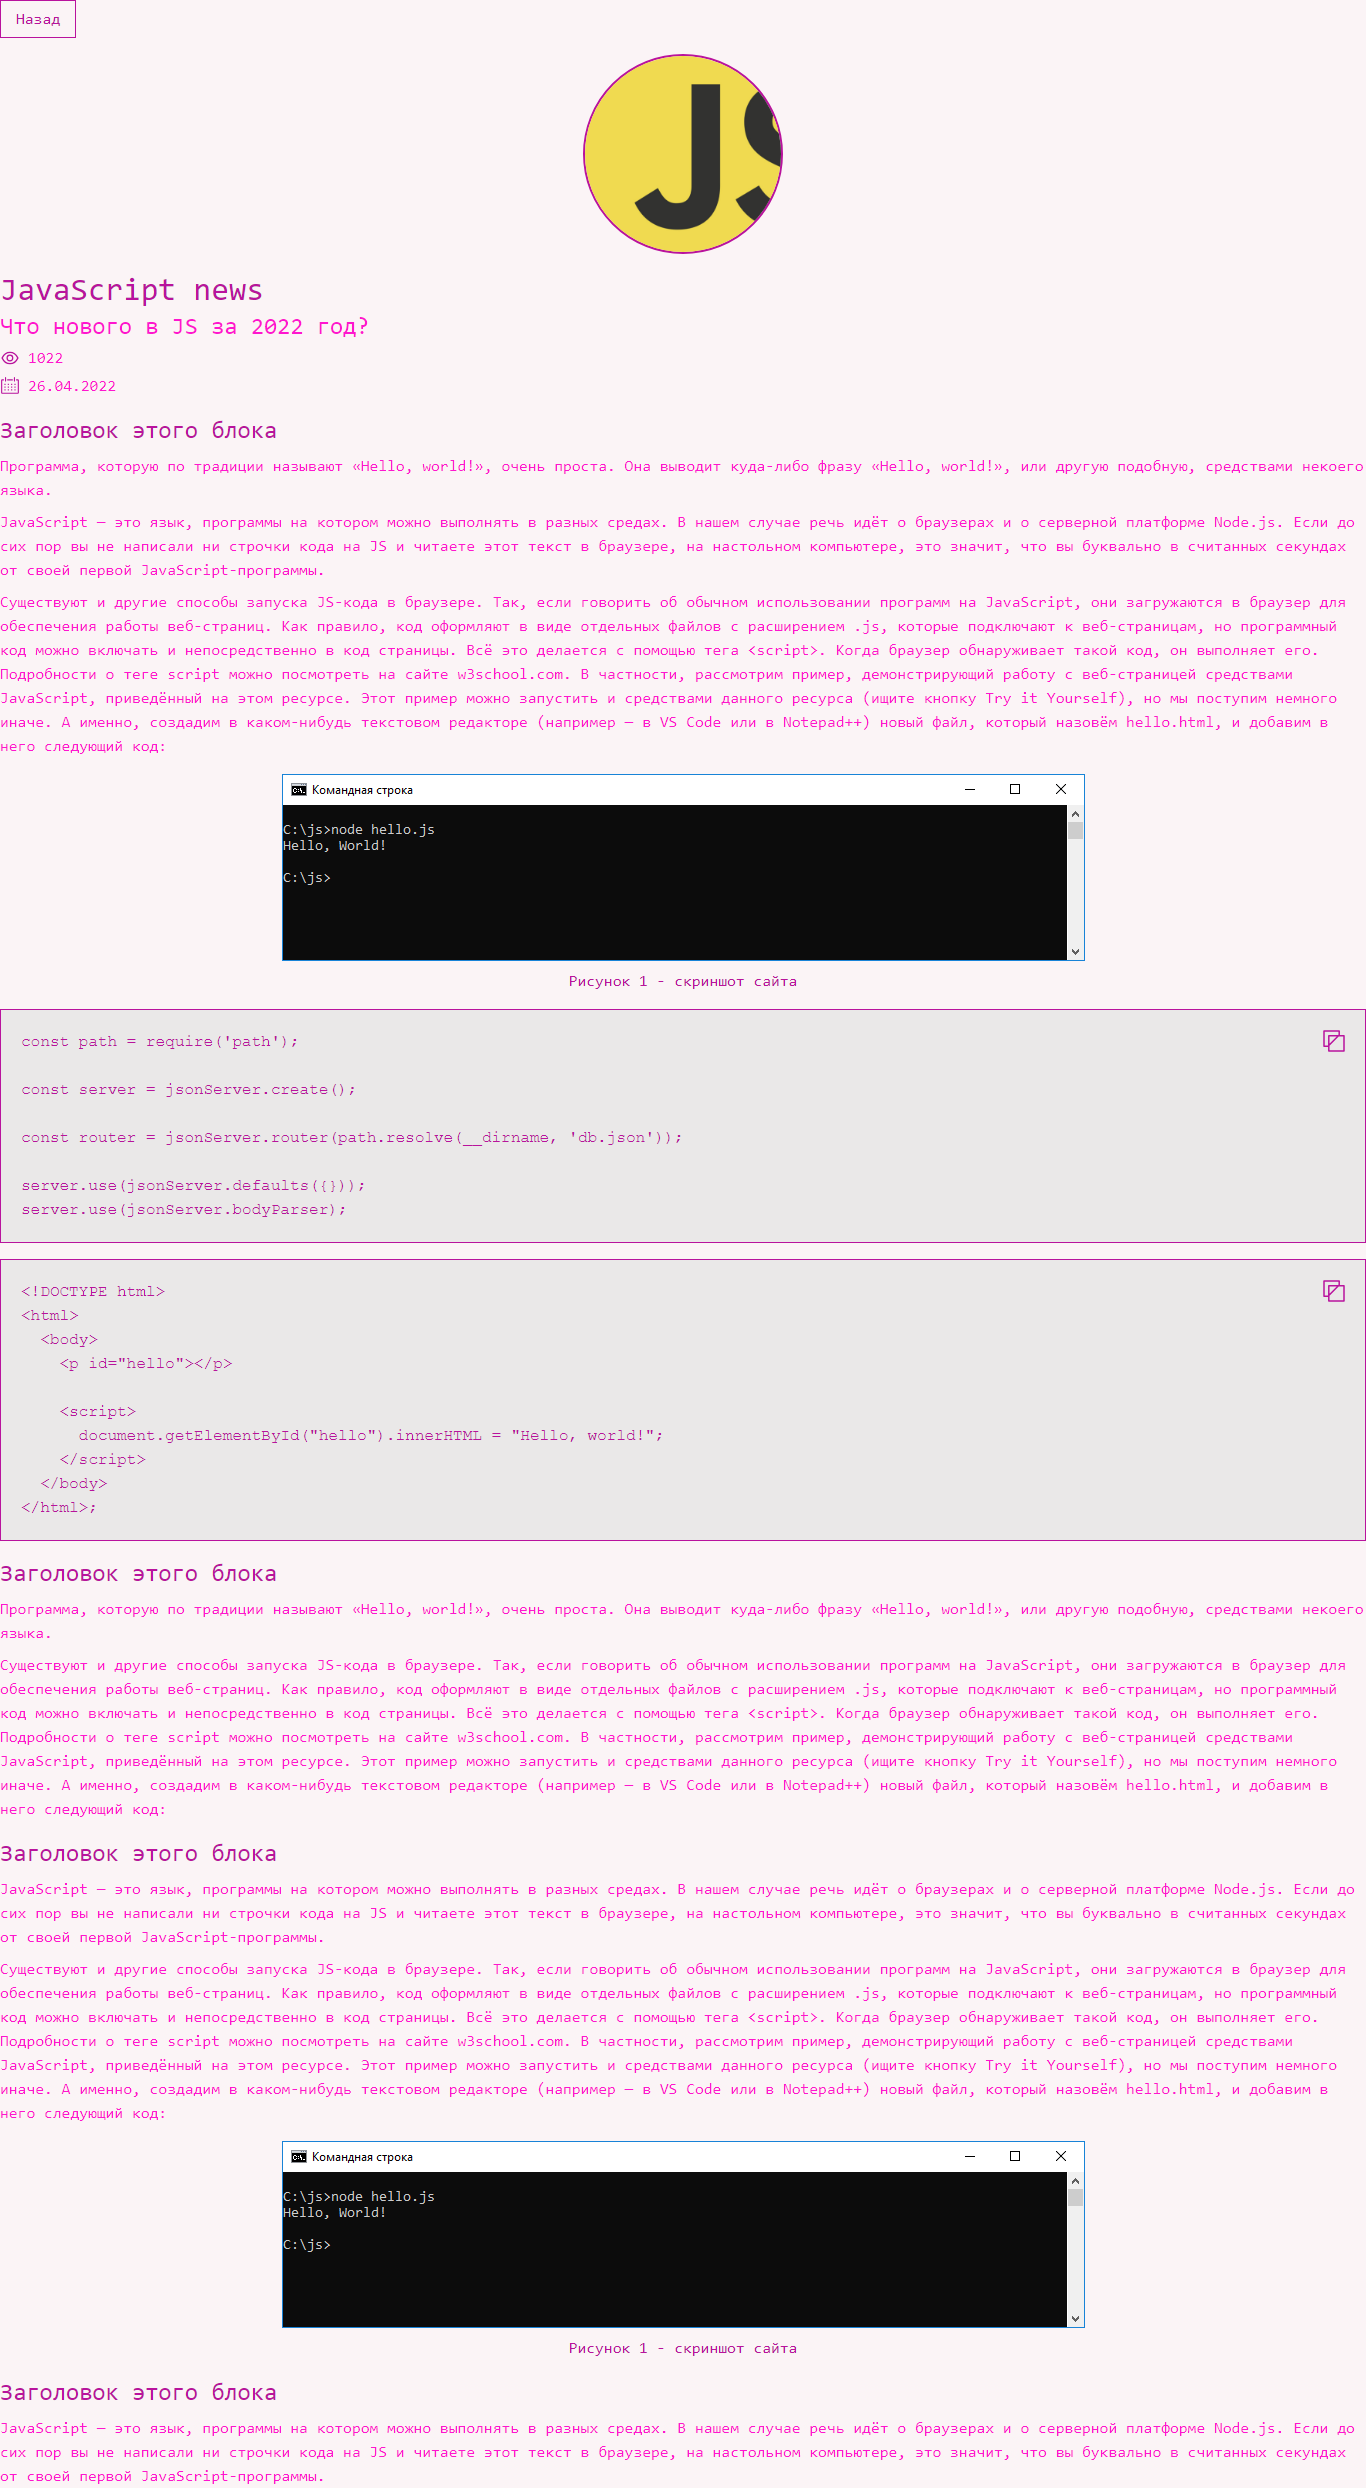 Назад
JS
JavaScript news
Что нового в JS за 2022 год?
1022
26.04.2022
Заголовок этого блока
Программа, которую по традиции называют «Hello, world!», очень проста. Она выводит куда-либо фразу «Hello, world!», или другую подобную, средствами некоего
языка.
JavaScript — это язык, программы на котором можно выполнять в разных средах. В нашем случае речь идёт о браузерах и о серверной платформе Node.js. Если до
сих пор вы не написали ни строчки кода на JS и читаете этот текст в браузере, на настольном компьютере, это значит, что вы буквально в считанных секундах
от своей первой JavaScript-программы.
Существуют и другие способы запуска JS-кода в браузере. Так, если говорить об обычном использовании программ на JavaScript, они загружаются в браузер для
обеспечения работы веб-страниц. Как правило, код оформляют в виде отдельных файлов с расширением .js, которые подключают к веб-страницам, но программный
код можно включать и непосредственно в код страницы. Всё это делается с помощью тега <script>. Когда браузер обнаруживает такой код, он выполняет его.
Подробности о теге script можно посмотреть на сайте w3school.com. В частности, рассмотрим пример, демонстрирующий работу с веб-страницей средствами
JavaScript, приведённый на этом ресурсе. Этот пример можно запустить и средствами данного ресурса (ищите кнопку Try it Yourself), но мы поступим немного
иначе. А именно, создадим в каком-нибудь текстовом редакторе (например — в VS Code или в Notepad++) новый файл, который назовём hello.html, и добавим в
него следующий код:
Командная строка
C:\js>node hello.js
Hello, World!
C:\js>
Рисунок 1 - скриншот сайта
const path = require('path');
const server = jsonServer.create();
const router = jsonServer.router(path.resolve(__dirname, 'db.json'));
server.use(jsonServer.defaults({}));
server.use(jsonServer.bodyParser);
<!DOCTYPE html>
<html>
<body>
<p id="hello"></p>
<script>
document.getElementById("hello").innerHTML = "Hello, world!";
</script>
</body>
</html>;
Заголовок этого блока
Программа, которую по традиции называют «Hello, world!», очень проста. Она выводит куда-либо фразу «Hello, world!», или другую подобную, средствами некоего
языка.
Существуют и другие способы запуска JS-кода в браузере. Так, если говорить об обычном использовании программ на JavaScript, они загружаются в браузер для
обеспечения работы веб-страниц. Как правило, код оформляют в виде отдельных файлов с расширением .js, которые подключают к веб-страницам, но программный
код можно включать и непосредственно в код страницы. Всё это делается с помощью тега <script>. Когда браузер обнаруживает такой код, он выполняет его.
Подробности о теге script можно посмотреть на сайте w3school.com. В частности, рассмотрим пример, демонстрирующий работу с веб-страницей средствами
JavaScript, приведённый на этом ресурсе. Этот пример можно запустить и средствами данного ресурса (ищите кнопку Try it Yourself), но мы поступим немного
иначе. А именно, создадим в каком-нибудь текстовом редакторе (например — в VS Code или в Notepad++) новый файл, который назовём hello.html, и добавим в
него следующий код:
Заголовок этого блока
JavaScript — это язык, программы на котором можно выполнять в разных средах. В нашем случае речь идёт о браузерах и о серверной платформе Node.js. Если до
сих пор вы не написали ни строчки кода на JS и читаете этот текст в браузере, на настольном компьютере, это значит, что вы буквально в считанных секундах
от своей первой JavaScript-программы.
Существуют и другие способы запуска JS-кода в браузере. Так, если говорить об обычном использовании программ на JavaScript, они загружаются в браузер для
обеспечения работы веб-страниц. Как правило, код оформляют в виде отдельных файлов с расширением .js, которые подключают к веб-страницам, но программный
код можно включать и непосредственно в код страницы. Всё это делается с помощью тега <script>. Когда браузер обнаруживает такой код, он выполняет его.
Подробности о теге script можно посмотреть на сайте w3school.com. В частности, рассмотрим пример, демонстрирующий работу с веб-страницей средствами
JavaScript, приведённый на этом ресурсе. Этот пример можно запустить и средствами данного ресурса (ищите кнопку Try it Yourself), но мы поступим немного
иначе. А именно, создадим в каком-нибудь текстовом редакторе (например — в VS Code или в Notepad++) новый файл, который назовём hello.html, и добавим в
него следующий код:
Командная строка
C:\js>node hello.js
Hello, World!
C:\js>
Рисунок 1 - скриншот сайта
Заголовок этого блока
JavaScript — это язык, программы на котором можно выполнять в разных средах. В нашем случае речь идёт о браузерах и о серверной платформе Node.js. Если до
сих пор вы не написали ни строчки кода на JS и читаете этот текст в браузере, на настольном компьютере, это значит, что вы буквально в считанных секундах
от своей первой JavaScript-программы.